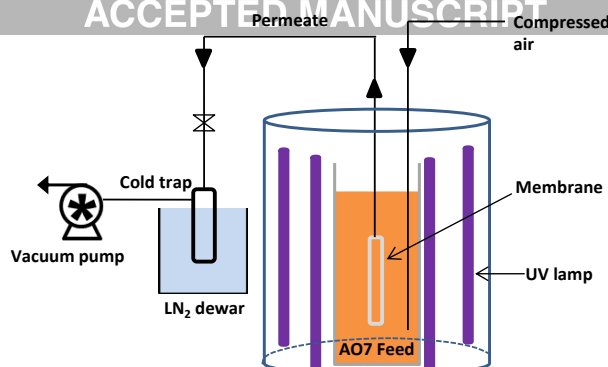 ACCEPTED MANUSCRIPT
Permeate
Compressed
air
Cold trap
Membrane
Vacuum pump
UV lamp
LN2 dewar
AO7 Feed